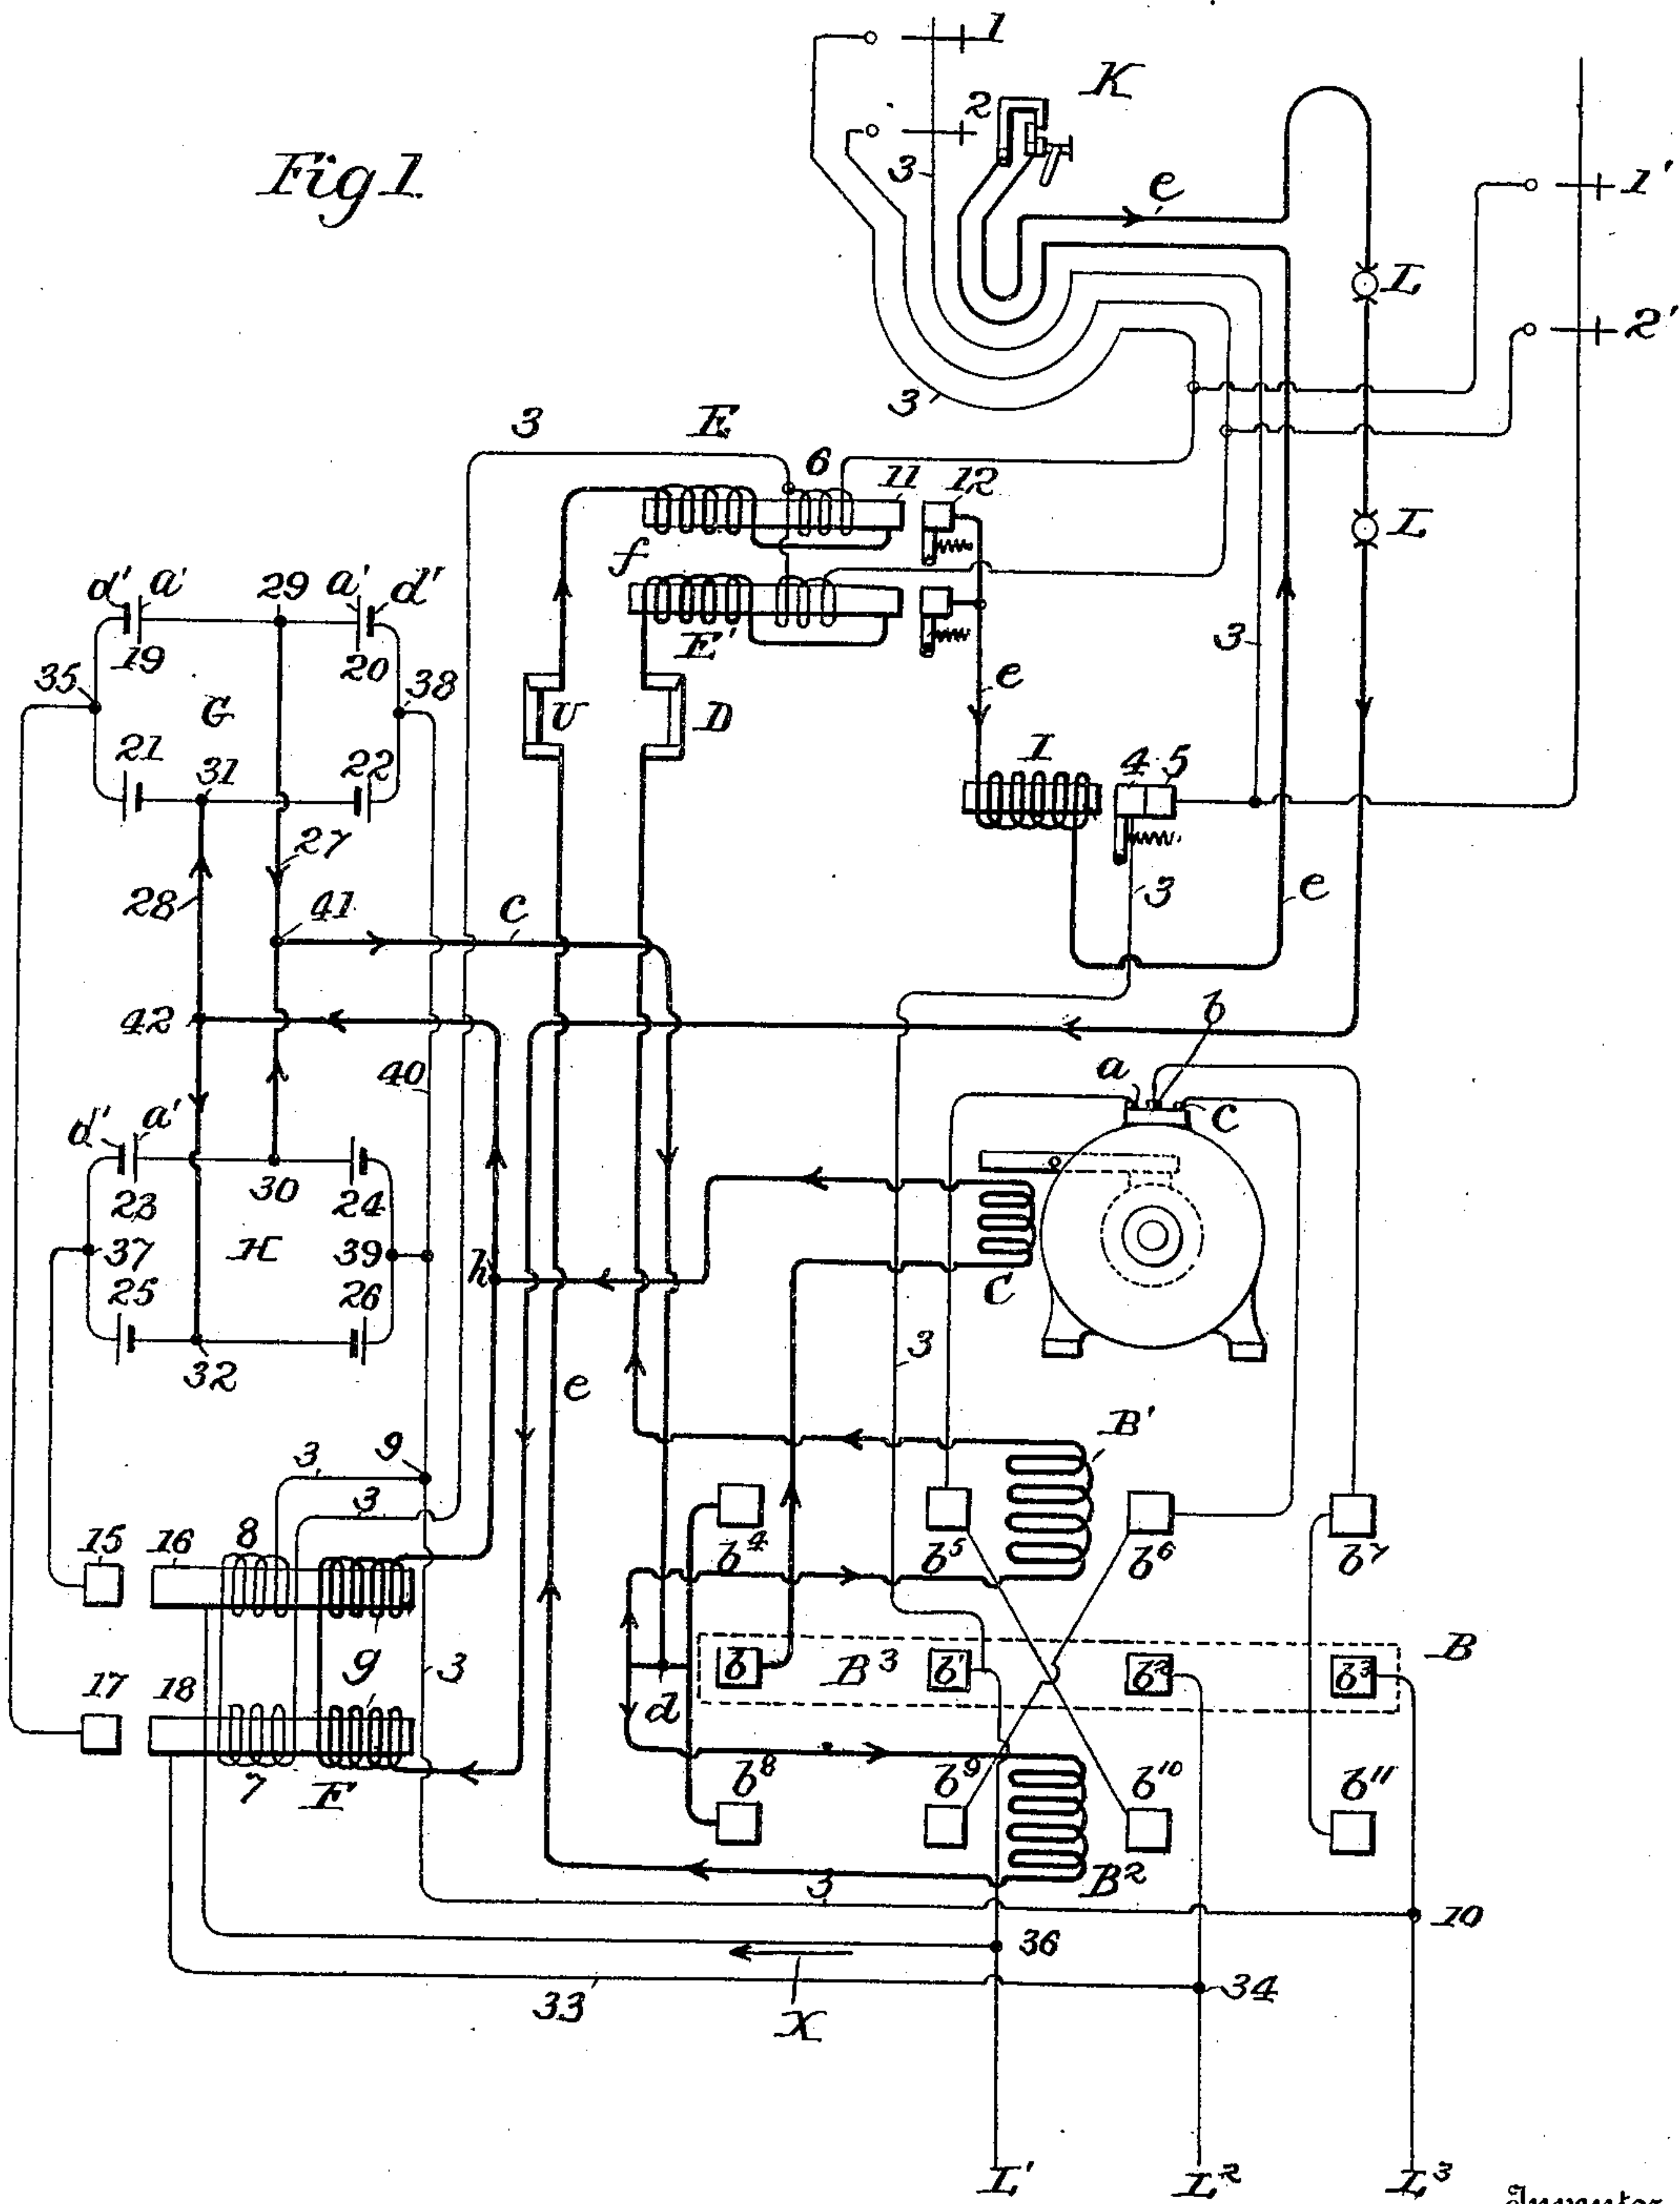 Fig 1.
1
K
2
3
e
1'
L
2'
3
3
E
6
11
12
L
f
d' a' 29 a' d'
E'
19
20
3
35
38
G
U
D
e
21
31
22
I
4 5
27
28
41
c
3
e
42
b
40
a
c
d' a'
23
30
24
37
H
39
h
C
25
26
32
e
3
B'
3
9
3
15
16
8
b4
b5
b6
b7
g
3
b
B3
b'
b2
b3
B
17
18
d
7
F
b8
b9
b10
b11
B2
3
10
36
33
X
34
L'
L2
L3
Inventor